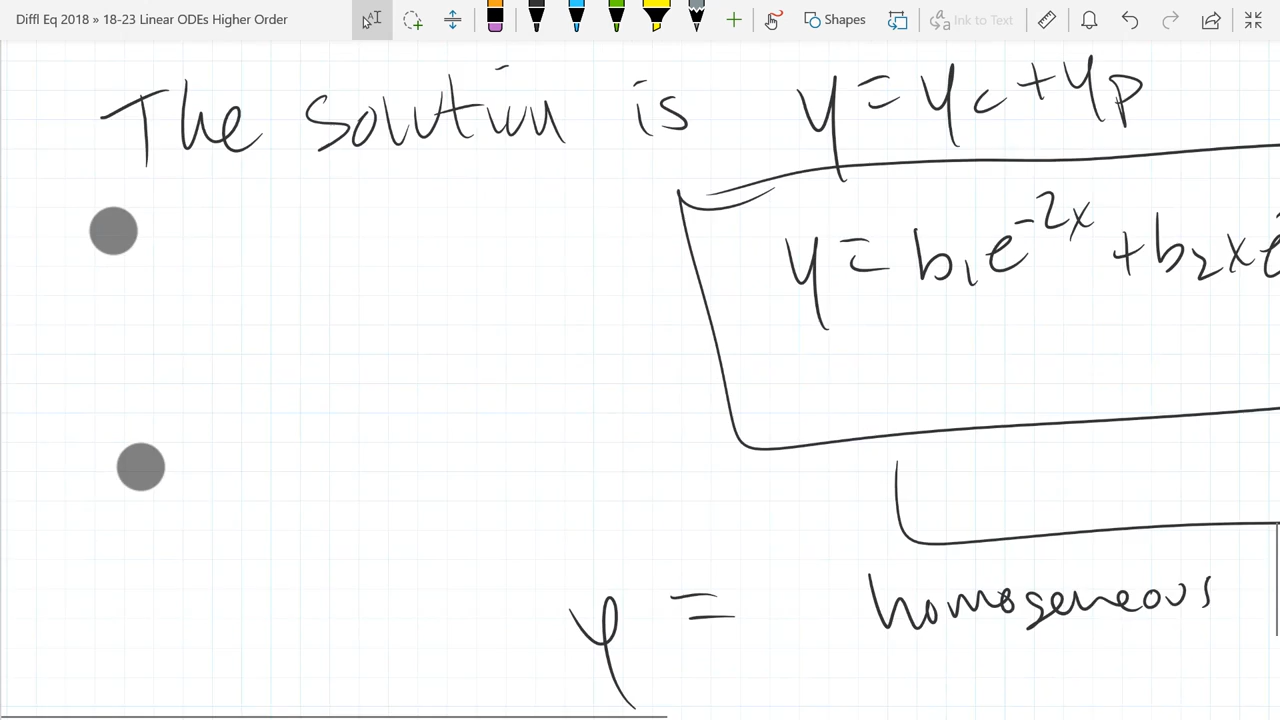 Diffl Eq 2018 » 18-23 Linear ODEs Higher Order
Shapes
Ink to Text
The solution is y = yc + yp
y = b₁e^-2x + b₂xe
φ =
homogeneous